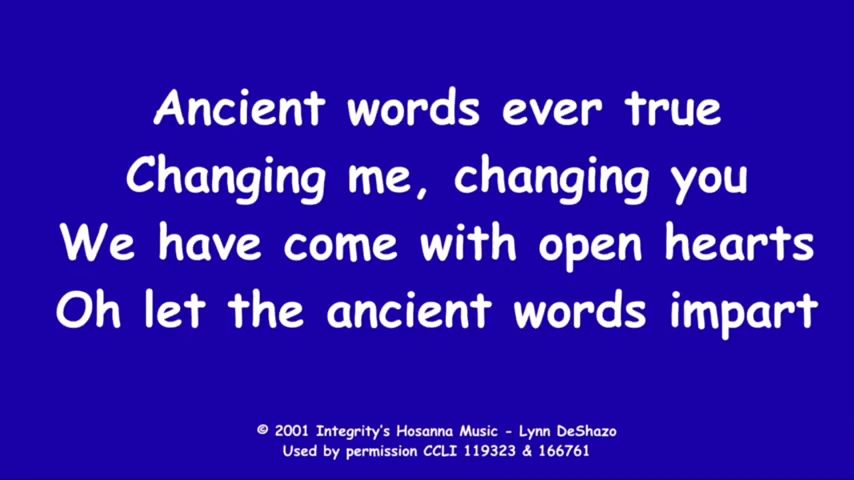 Ancient words ever true
Changing me, changing you
We have come with open hearts
Oh let the ancient words impart
© 2001 Integrity's Hosanna Music - Lynn DeShazo
Used by permission CCLI 119323 & 166761